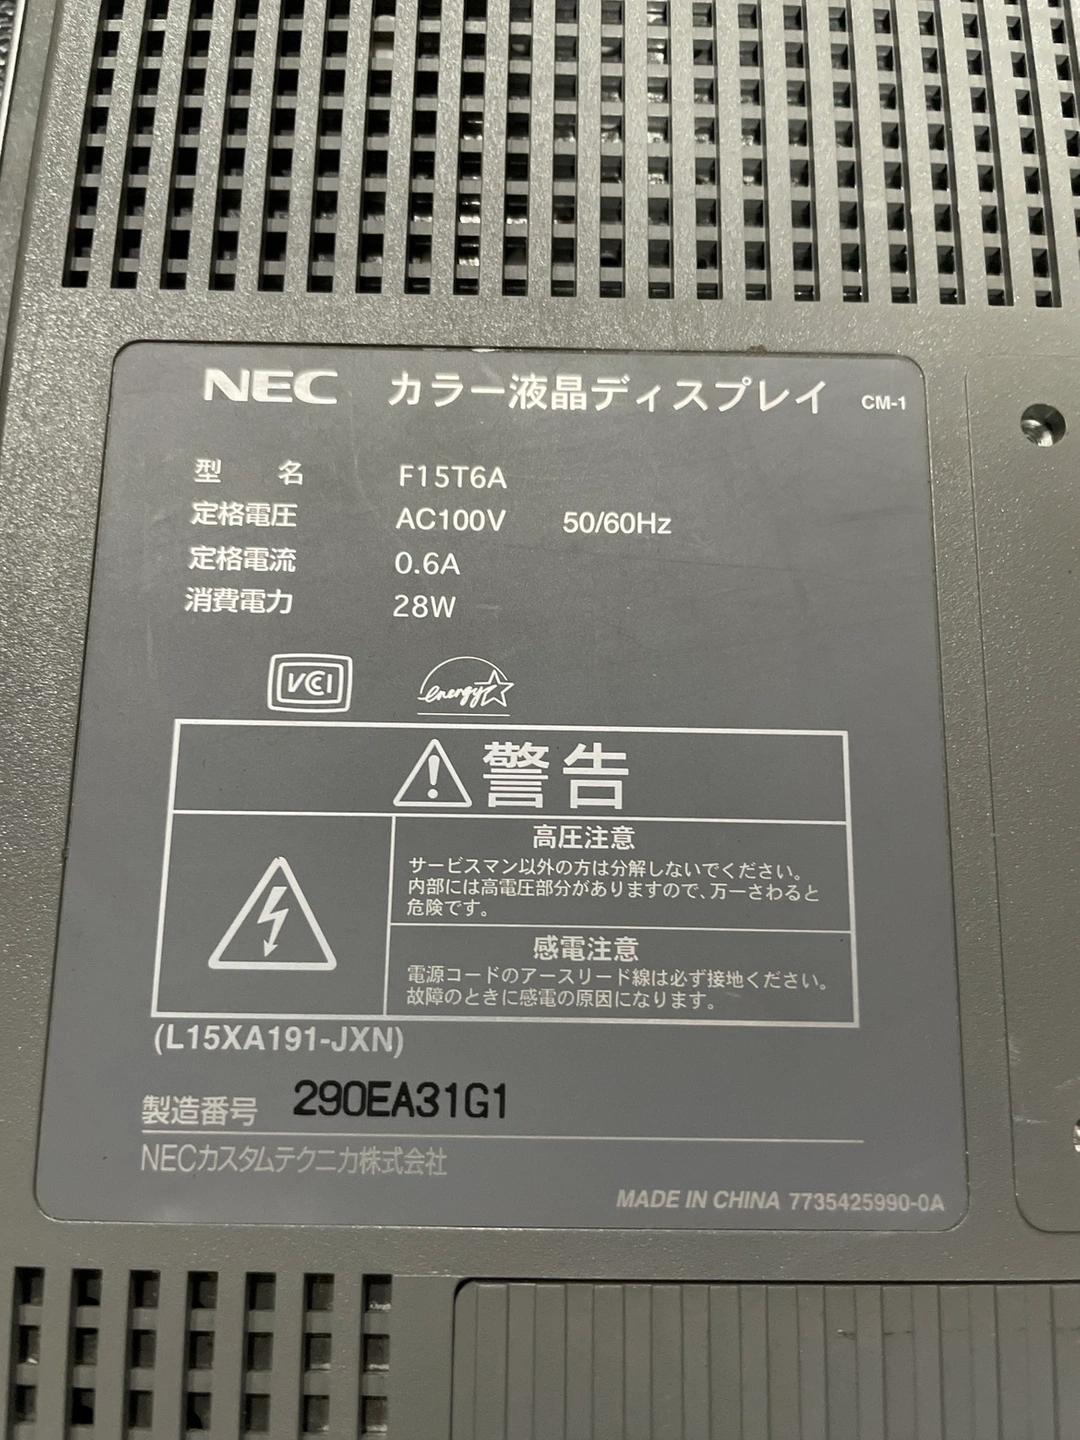 NEC カラー液晶ディスプレイ CM-1
型 名 F15T6A
定格電圧 AC100V 50/60Hz
定格電流 0.6A
消費電力 28W
VCCI energy
警告
高圧注意
サービスマン以外の方は分解しないでください。
内部には高電圧部分がありますので、万一さわると
危険です。
感電注意
電源コードのアースリード線は必ず接地ください。
故障のときに感電の原因になります。
(L15XA191-JXN)
製造番号 290EA31G1
NECカスタムテクニカ株式会社
MADE IN CHINA 7735425990-0A